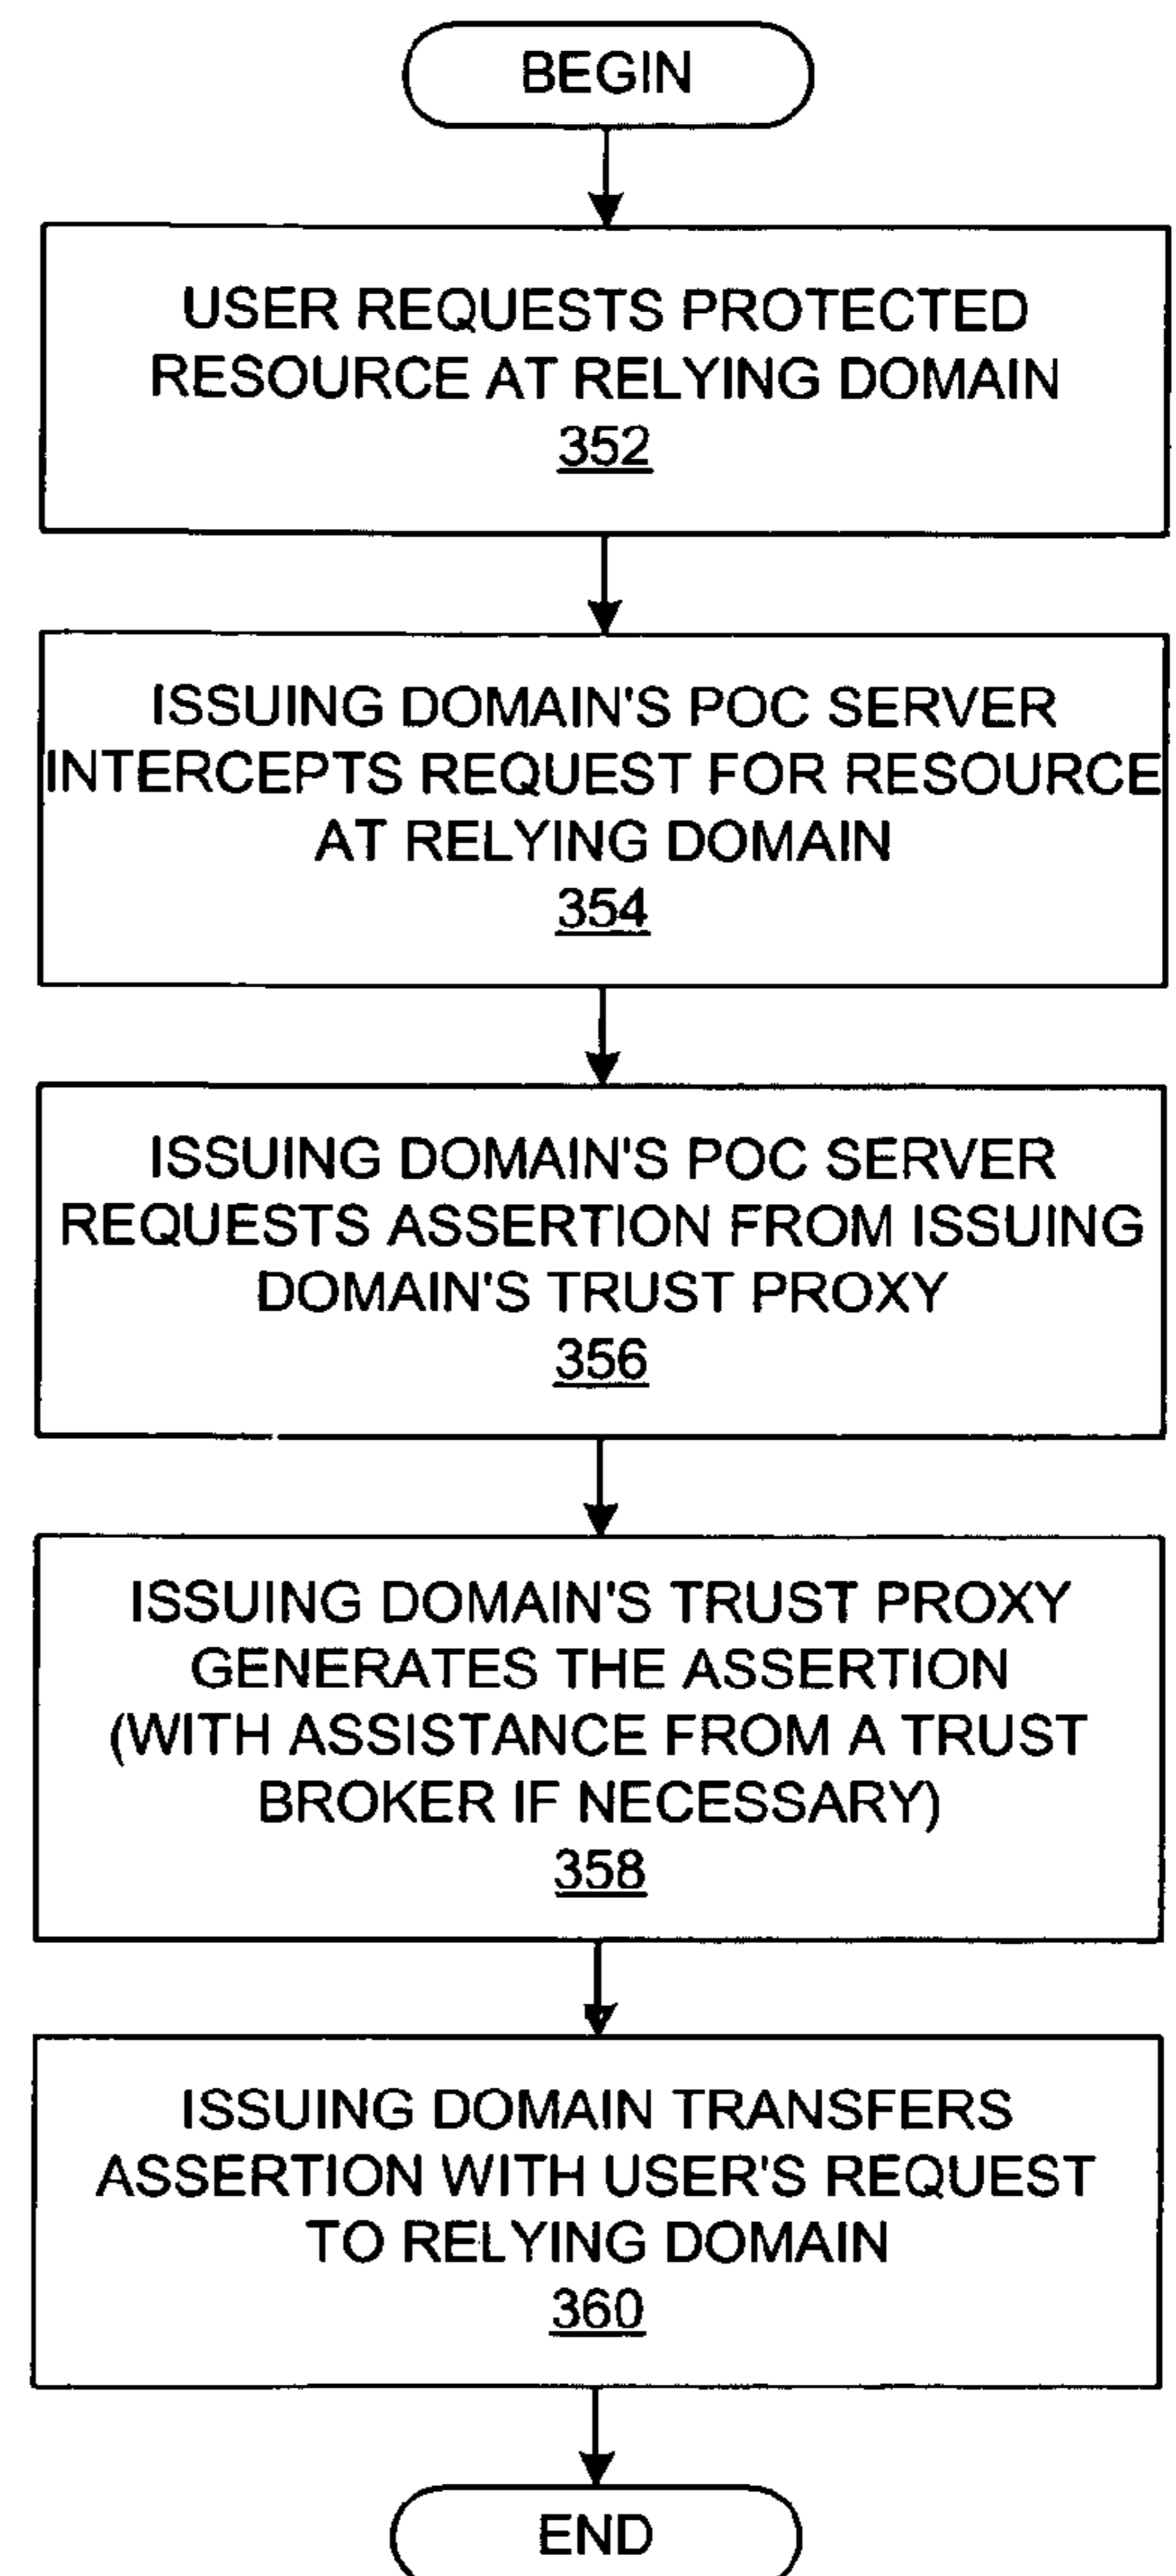 BEGIN
USER REQUESTS PROTECTED
RESOURCE AT RELYING DOMAIN
352
ISSUING DOMAIN'S POC SERVER
INTERCEPTS REQUEST FOR RESOURCE
AT RELYING DOMAIN
354
ISSUING DOMAIN'S POC SERVER
REQUESTS ASSERTION FROM ISSUING
DOMAIN'S TRUST PROXY
356
ISSUING DOMAIN'S TRUST PROXY
GENERATES THE ASSERTION
(WITH ASSISTANCE FROM A TRUST
BROKER IF NECESSARY)
358
ISSUING DOMAIN TRANSFERS
ASSERTION WITH USER'S REQUEST
TO RELYING DOMAIN
360
END